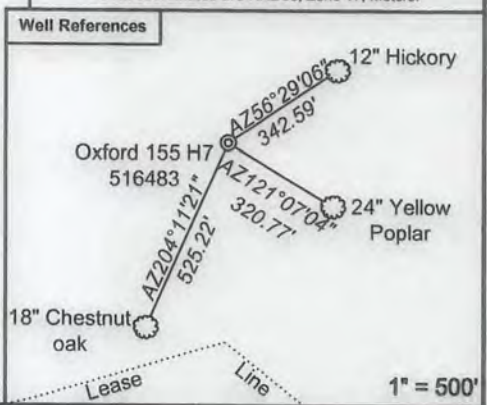 Well References
12" Hickory
AZ56°29'06"
342.59'
Oxford 155 H7
516483
AZ121°07'04"
320.77'
24" Yellow
Poplar
AZ204°11'21"
525.22'
18" Chestnut
oak
Lease Line
1" = 500'